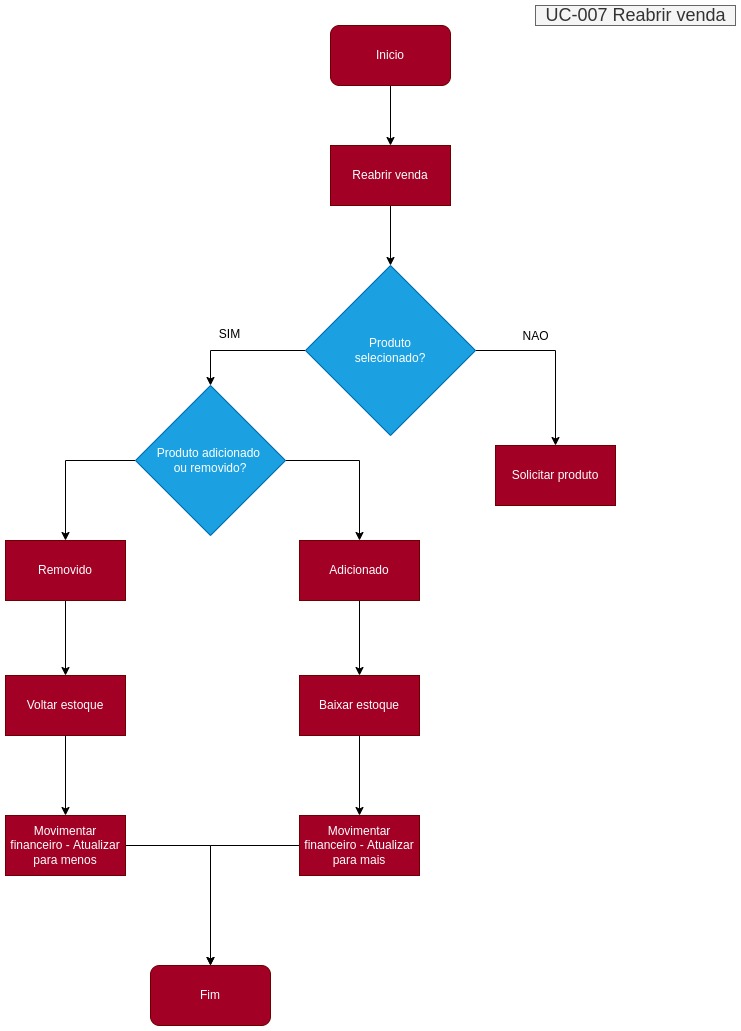 UC-007 Reabrir venda
Inicio
Reabrir venda
Produto
selecionado?
SIM
NAO
Produto adicionado
ou removido?
Solicitar produto
Removido
Adicionado
Voltar estoque
Baixar estoque
Movimentar
financeiro - Atualizar
para menos
Movimentar
financeiro - Atualizar
para mais
Fim